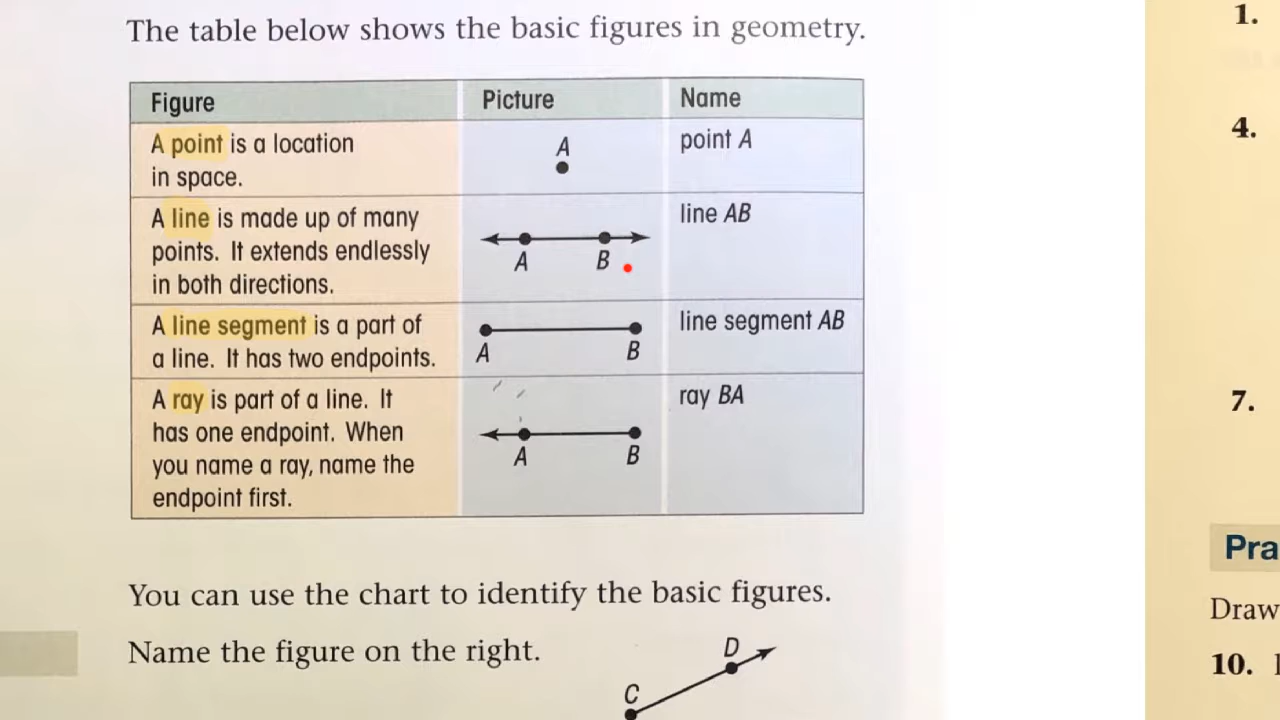 The table below shows the basic figures in geometry.
Figure
Picture
Name
A point is a location
in space.
A
point A
A line is made up of many
points. It extends endlessly
in both directions.
A B
line AB
A line segment is a part of
a line. It has two endpoints.
A B
line segment AB
A ray is part of a line. It
has one endpoint. When
you name a ray, name the
endpoint first.
A B
ray BA
You can use the chart to identify the basic figures.
Name the figure on the right.
D
C
1.
4.
7.
Pra
Draw
10.